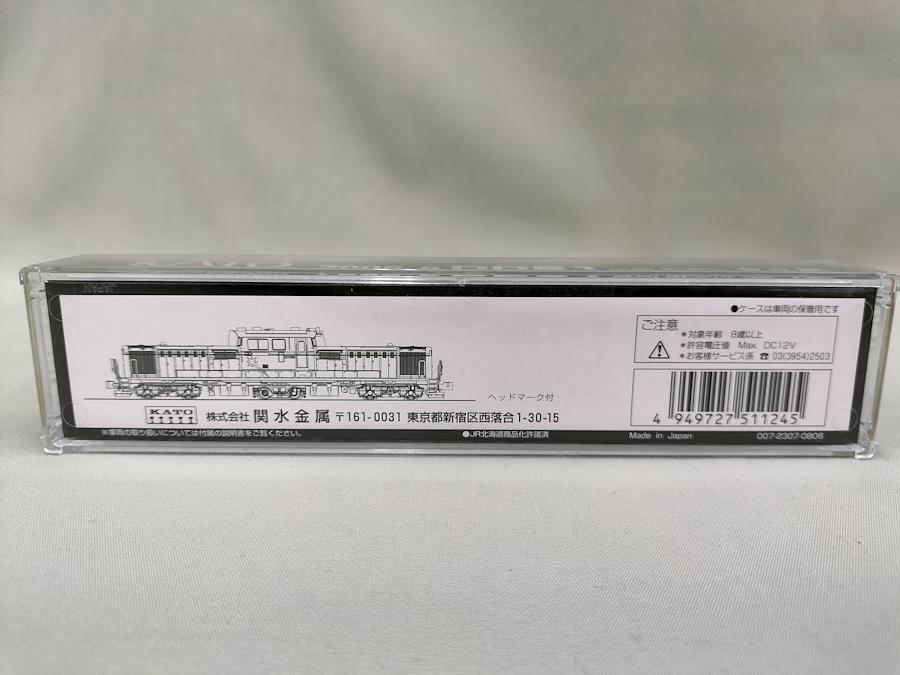 JAPAN
●ケースは車両の保管用です
ご注意
*対象年齢 8歳以上
*許容電圧値 Max. DC12V
*お客様サービス係 ☎ 03(3954)2503
ヘッドマーク付
KATO 株式会社 関水金属 〒161-0031 東京都新宿区西落合1-30-15
4 949727 511245
※車両の取り扱いについては付属の説明書をご覧ください。
●JR北海道商品化許諾済
Made in Japan
007-2307-0806